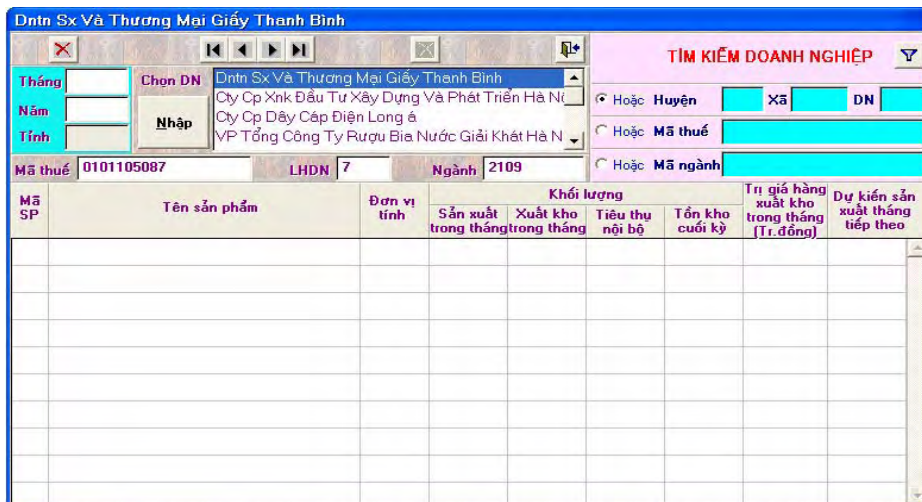 Dntn Sx Và Thương Mại Giấy Thanh Bình
TÌM KIẾM DOANH NGHIỆP
Tháng
Năm
Tỉnh
Chọn DN
Nhập
Dntn Sx Và Thương Mại Giấy Thanh Bình
Cty Cp Xnk Đầu Tư Xây Dựng Và Phát Triển Hà Nộ
Cty Cp Dây Cáp Điện Long á
VP Tổng Công Ty Rượu Bia Nước Giải Khát Hà N
Hoặc Huyện Xã DN
Hoặc Mã thuế
Hoặc Mã ngành
Mã thuế 0101105087 LHDN 7 Ngành 2109
Mã SP
Tên sản phẩm
Đơn vị tính
Khối lượng
Sản xuất trong tháng
Xuất kho trong tháng
Tiêu thụ nội bộ
Tồn kho cuối kỳ
Trị giá hàng xuất kho trong tháng (Tr.đồng)
Dự kiến sản xuất tháng tiếp theo